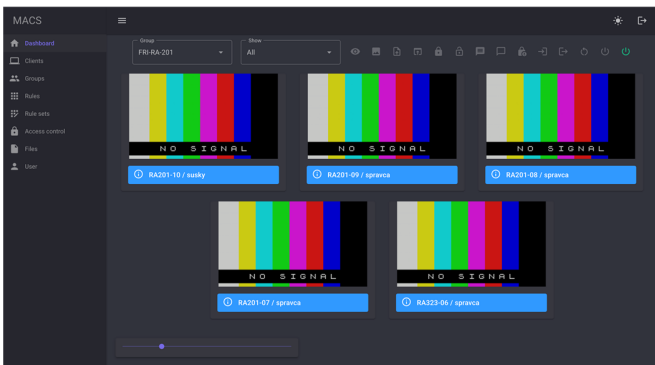 MACS
Dashboard
Clients
Groups
Rules
Rule sets
Access control
Files
User
Group
FRI-RA-201
Show
All
NO SIGNAL
RA201-10 / susky
NO SIGNAL
RA201-09 / spravca
NO SIGNAL
RA201-08 / spravca
NO SIGNAL
RA201-07 / spravca
NO SIGNAL
RA323-06 / spravca